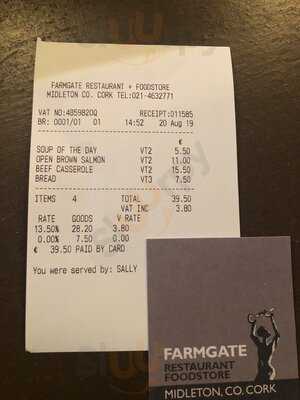 FARMGATE RESTAURANT + FOODSTORE
MIDLETON CO. CORK TEL:021-4632771
VAT NO:4859820Q RECEIPT:011585
BR: 0001/01 01 14:52 20 Aug 19
€
SOUP OF THE DAY VT2 5.50
OPEN BROWN SALMON VT2 11.00
BEEF CASSEROLE VT2 15.50
BREAD VT3 7.50
ITEMS 4 TOTAL 39.50
VAT INC 3.80
RATE GOODS V RATE
13.50% 28.20 3.80
0.00% 7.50 0.00
€ 39.50 PAID BY CARD
You were served by: SALLY
FARMGATE
RESTAURANT
FOODSTORE
MIDLETON, CO. CORK